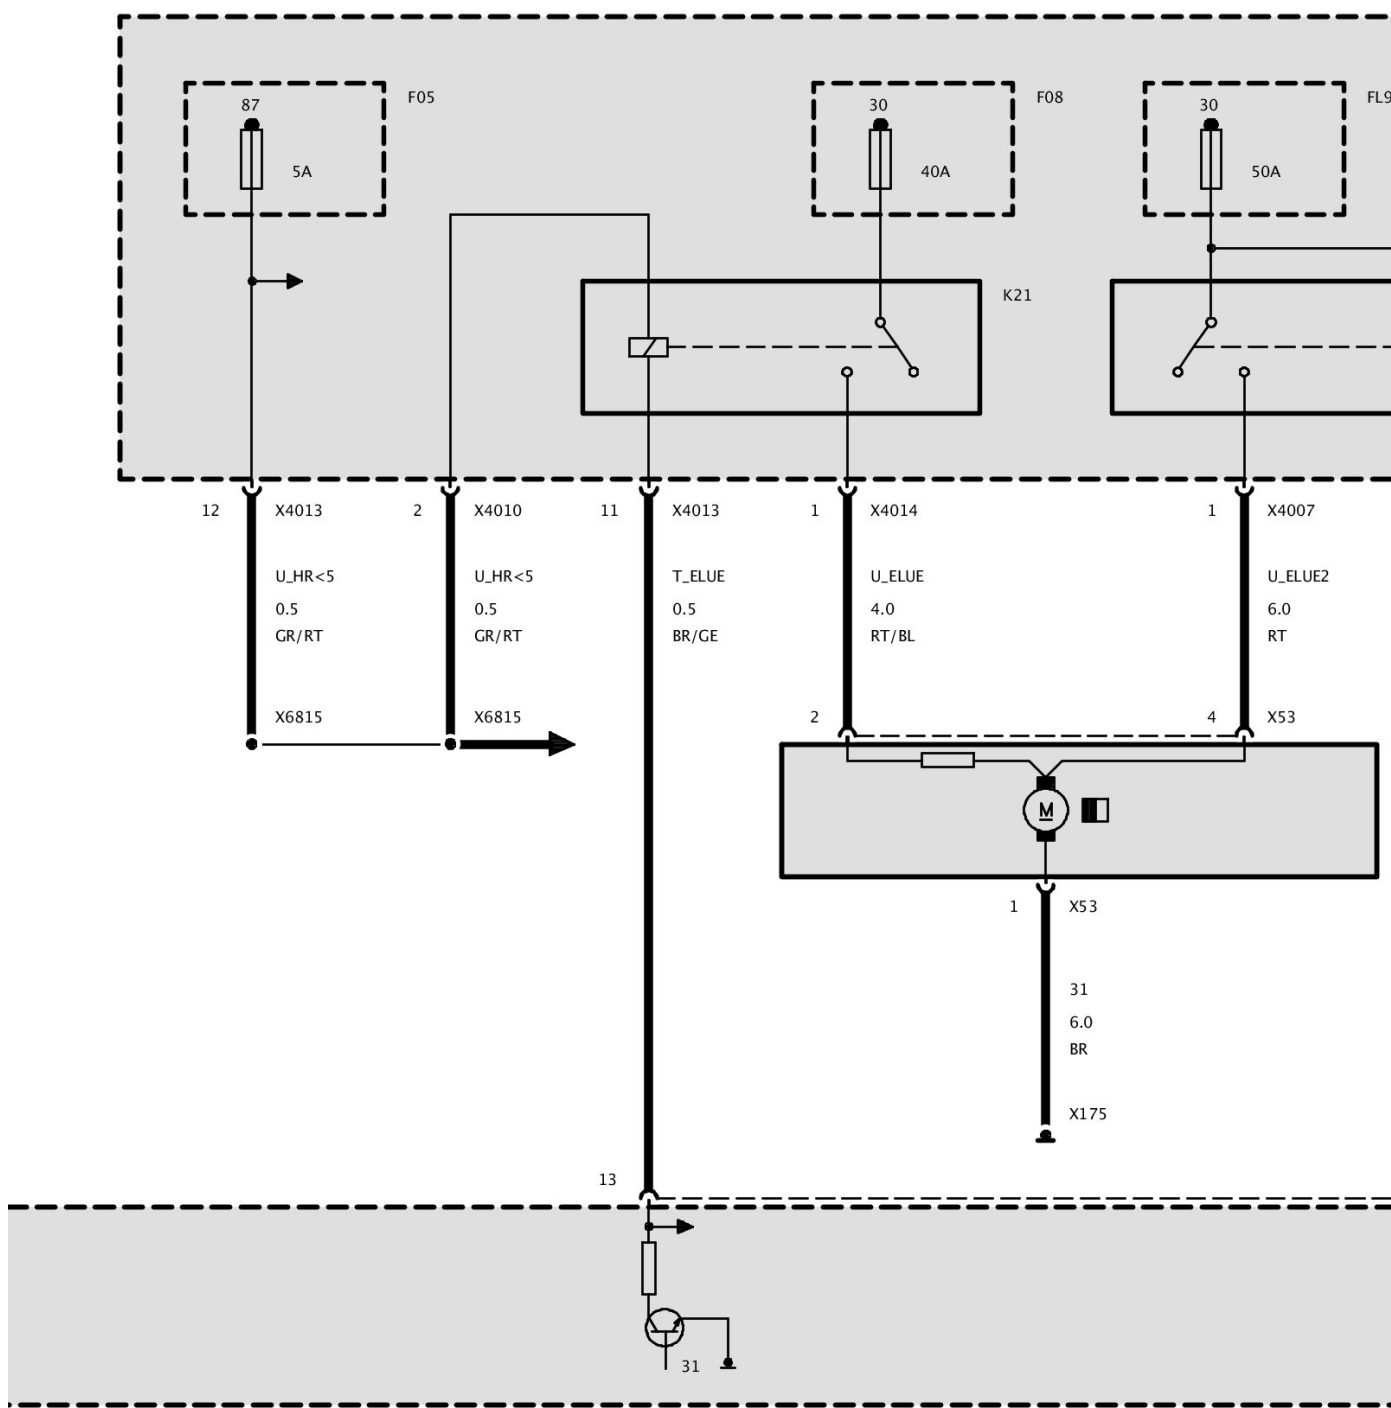 F05
F08
FL9
87
30
30
5A
40A
50A
K21
12
X4013
2
X4010
11
X4013
1
X4014
1
X4007
U_HR<5
U_HR<5
T_ELUE
U_ELUE
U_ELUE2
0.5
0.5
0.5
4.0
6.0
GR/RT
GR/RT
BR/GE
RT/BL
RT
X6815
X6815
2
4
X53
M
1
X53
31
6.0
BR
X175
13
31